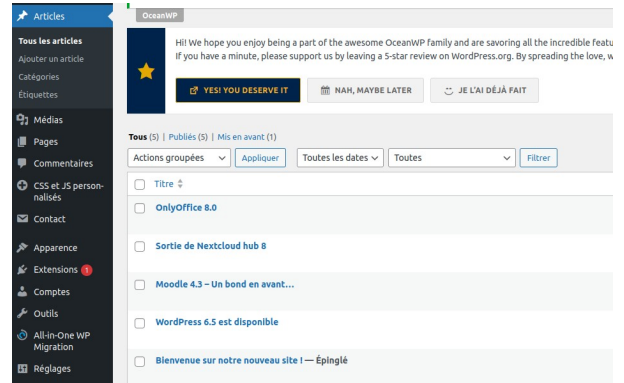 Articles
Tous les articles
Ajouter un article
Catégories
Étiquettes
Médias
Pages
Commentaires
CSS et JS person-
nalisés
Contact
Apparence
Extensions 1
Comptes
Outils
All-in-One WP
Migration
Réglages
OceanWP
Hi! We hope you enjoy being a part of the awesome OceanWP family and are savoring all the incredible featu
If you have a minute, please support us by leaving a 5-star review on WordPress.org. By spreading the love, w
YES! YOU DESERVE IT
NAH, MAYBE LATER
JE L'AI DÉJÀ FAIT
Tous (5) | Publiés (5) | Mis en avant (1)
Actions groupées
Appliquer
Toutes les dates
Toutes
Filtrer
Titre
OnlyOffice 8.0
Sortie de Nextcloud hub 8
Moodle 4.3 – Un bond en avant…
WordPress 6.5 est disponible
Bienvenue sur notre nouveau site ! — Épinglé